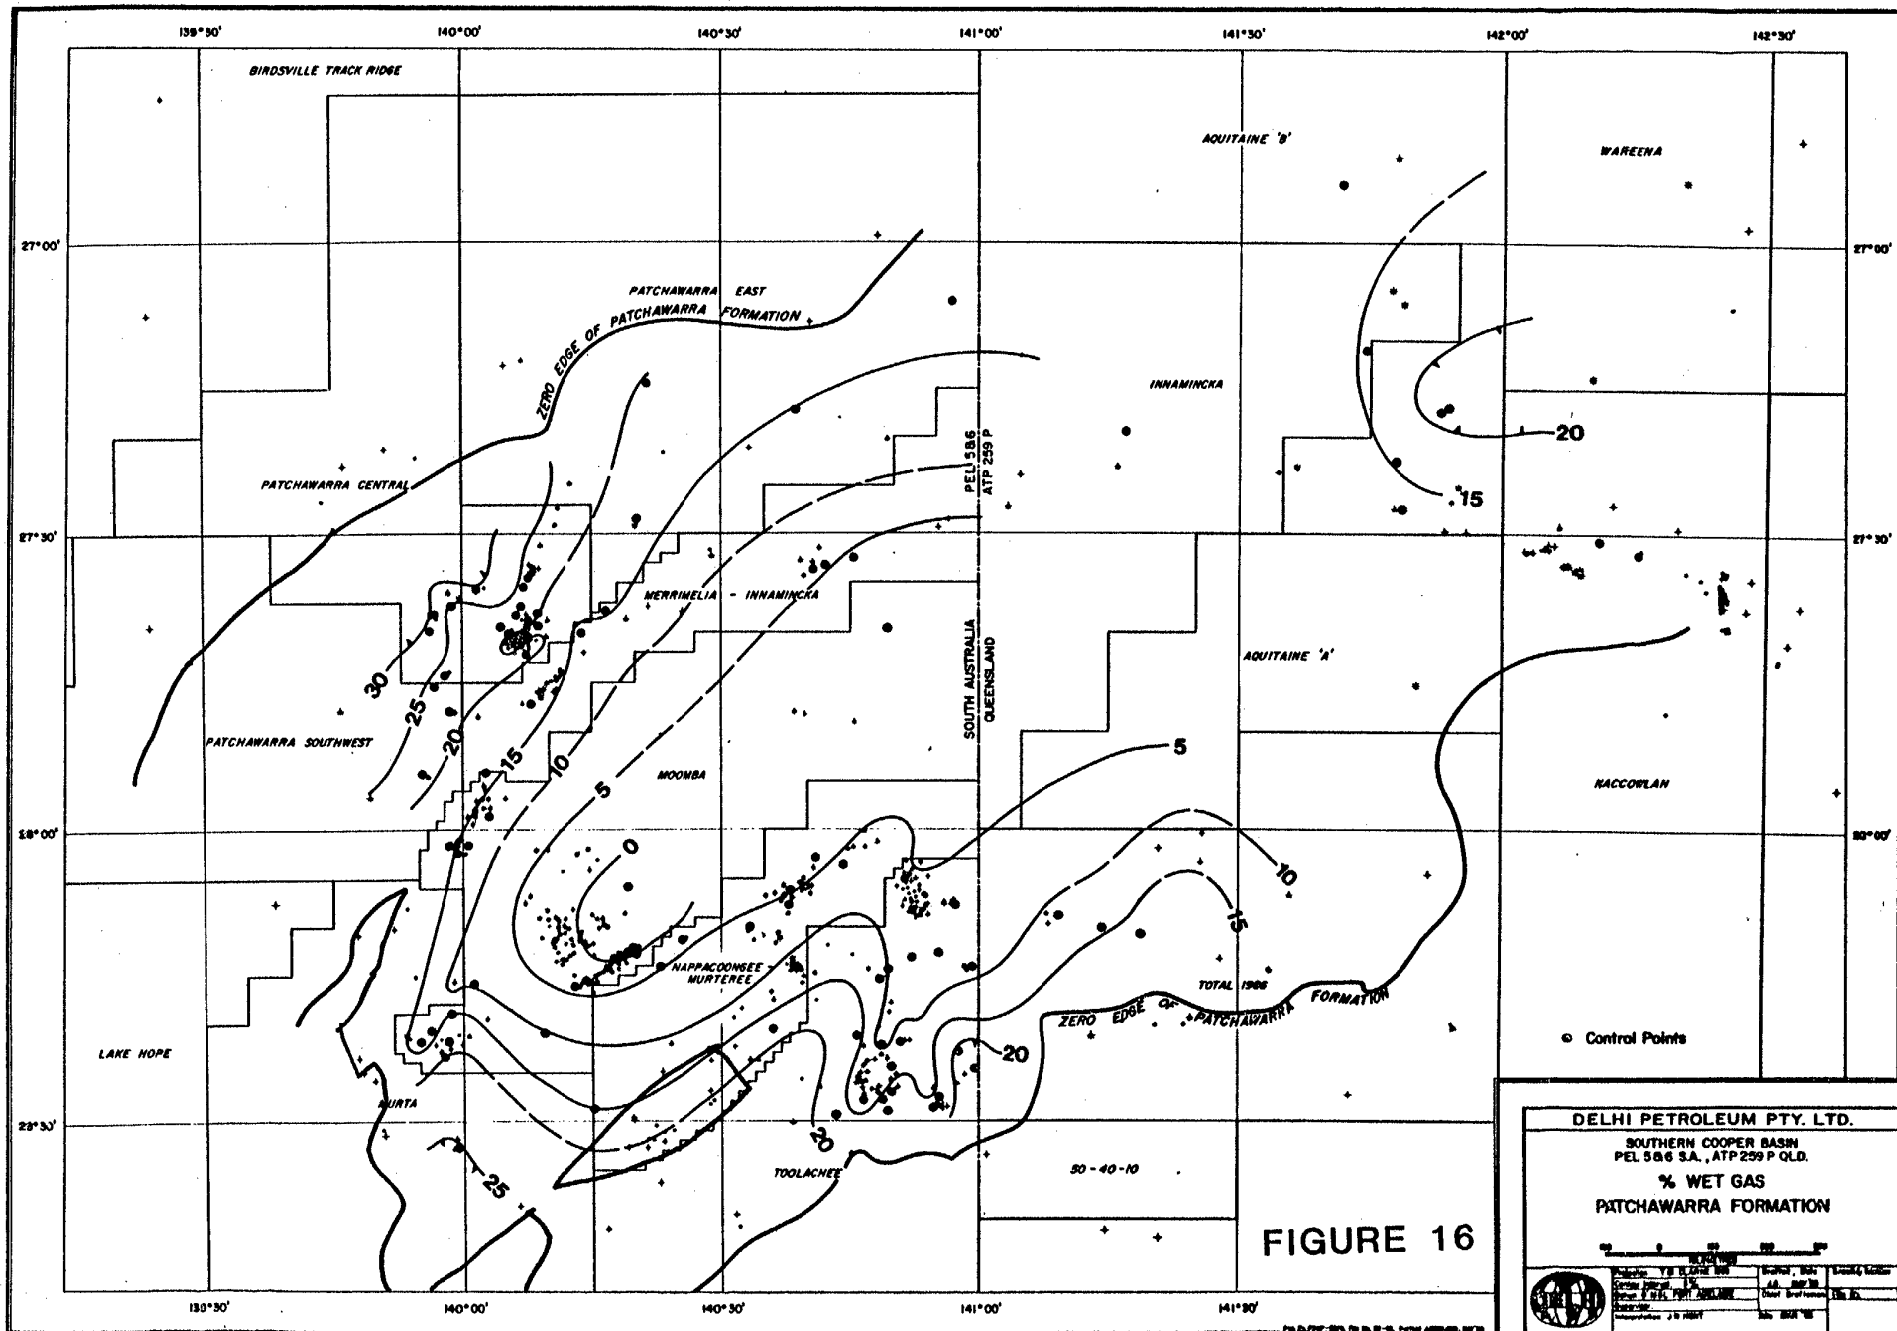 139°30' 140°00' 140°30' 141°00' 141°30' 142°00' 142°30'
BIRDSVILLE TRACK RIDGE
AQUITAINE 'B'
WAREENA
27°00' 27°00'
PATCHAWARRA EAST
ZERO EDGE OF PATCHAWARRA FORMATION
INNAMINCKA
20
PEL 5&6
ATP 259 P
PATCHAWARRA CENTRAL
15
27°30' 27°30'
MERRIMELIA - INNAMINCKA
SOUTH AUSTRALIA
QUEENSLAND
AQUITAINE 'A'
30
25
20
15
10
5
PATCHAWARRA SOUTHWEST
MOOMBA
5
NACCOWLAH
28°00'
0
10
15
NAPPACOONGEE -
MURTEREE
TOTAL 1986
ZERO EDGE OF PATCHAWARRA FORMATION
LAKE HOPE
Control Points
20
MURTA
20
25
TOOLACHEE
50-40-10
FIGURE 16
DELHI PETROLEUM PTY. LTD.
SOUTHERN COOPER BASIN
PEL 5&6 S.A., ATP 259 P QLD.
% WET GAS
PATCHAWARRA FORMATION
139°30' 140°00' 140°30' 141°00' 141°30'